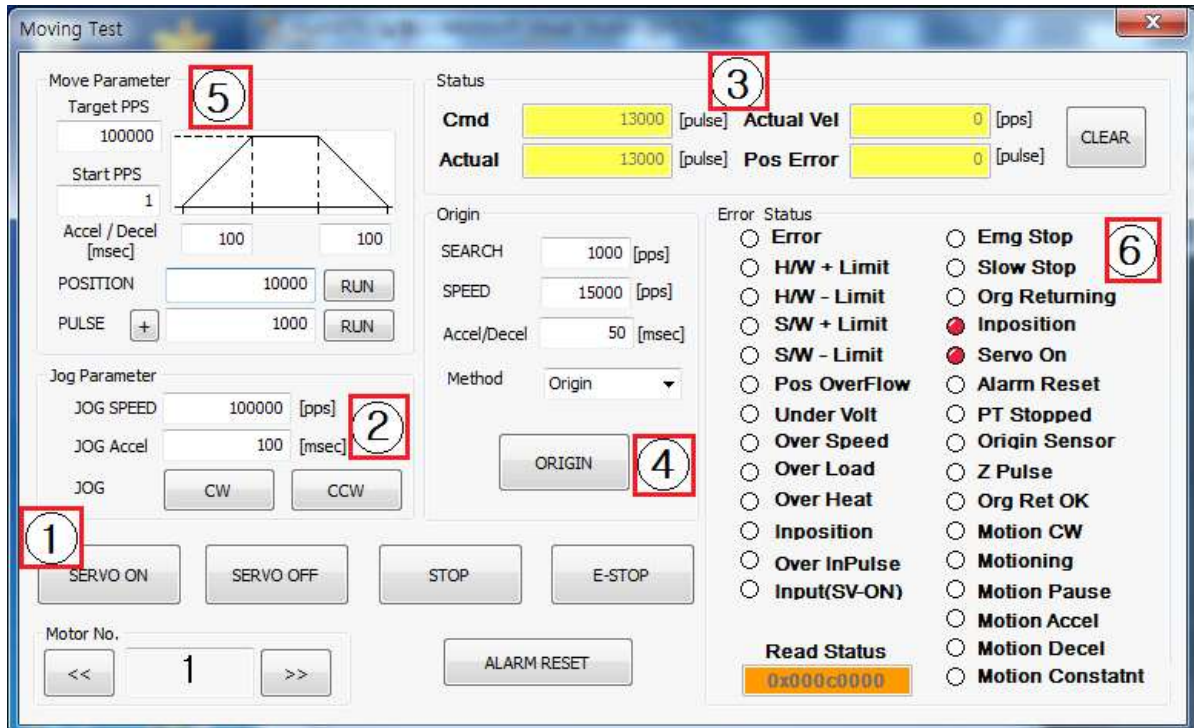 Moving Test
Move Parameter
⑤
Target PPS
100000
Start PPS
1
Accel / Decel
[msec]
100
100
POSITION
10000
RUN
PULSE
+
1000
RUN
Jog Parameter
JOG SPEED
100000
[pps]
②
JOG Accel
100
[msec]
JOG
CW
CCW
Status
③
Cmd
13000
[pulse]
Actual Vel
0
[pps]
Actual
13000
[pulse]
Pos Error
0
[pulse]
CLEAR
Origin
SEARCH
1000
[pps]
SPEED
15000
[pps]
Accel/Decel
50
[msec]
Method
Origin
ORIGIN
④
Error Status
⑥
Error
H/W + Limit
H/W - Limit
S/W + Limit
S/W - Limit
Pos OverFlow
Under Volt
Over Speed
Over Load
Over Heat
Inposition
Over InPulse
Input(SV-ON)
Emg Stop
Slow Stop
Org Returning
Inposition
Servo On
Alarm Reset
PT Stopped
Origin Sensor
Z Pulse
Org Ret OK
Motion CW
Motioning
Motion Pause
Motion Accel
Motion Decel
Motion Constatnt
Read Status
0x000c0000
①
SERVO ON
SERVO OFF
STOP
E-STOP
Motor No.
<<
1
>>
ALARM RESET